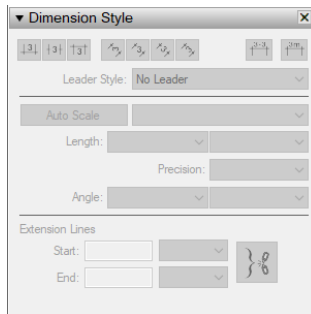 Dimension Style
Leader Style: No Leader
Auto Scale
Length:
Precision:
Angle:
Extension Lines
Start:
End: